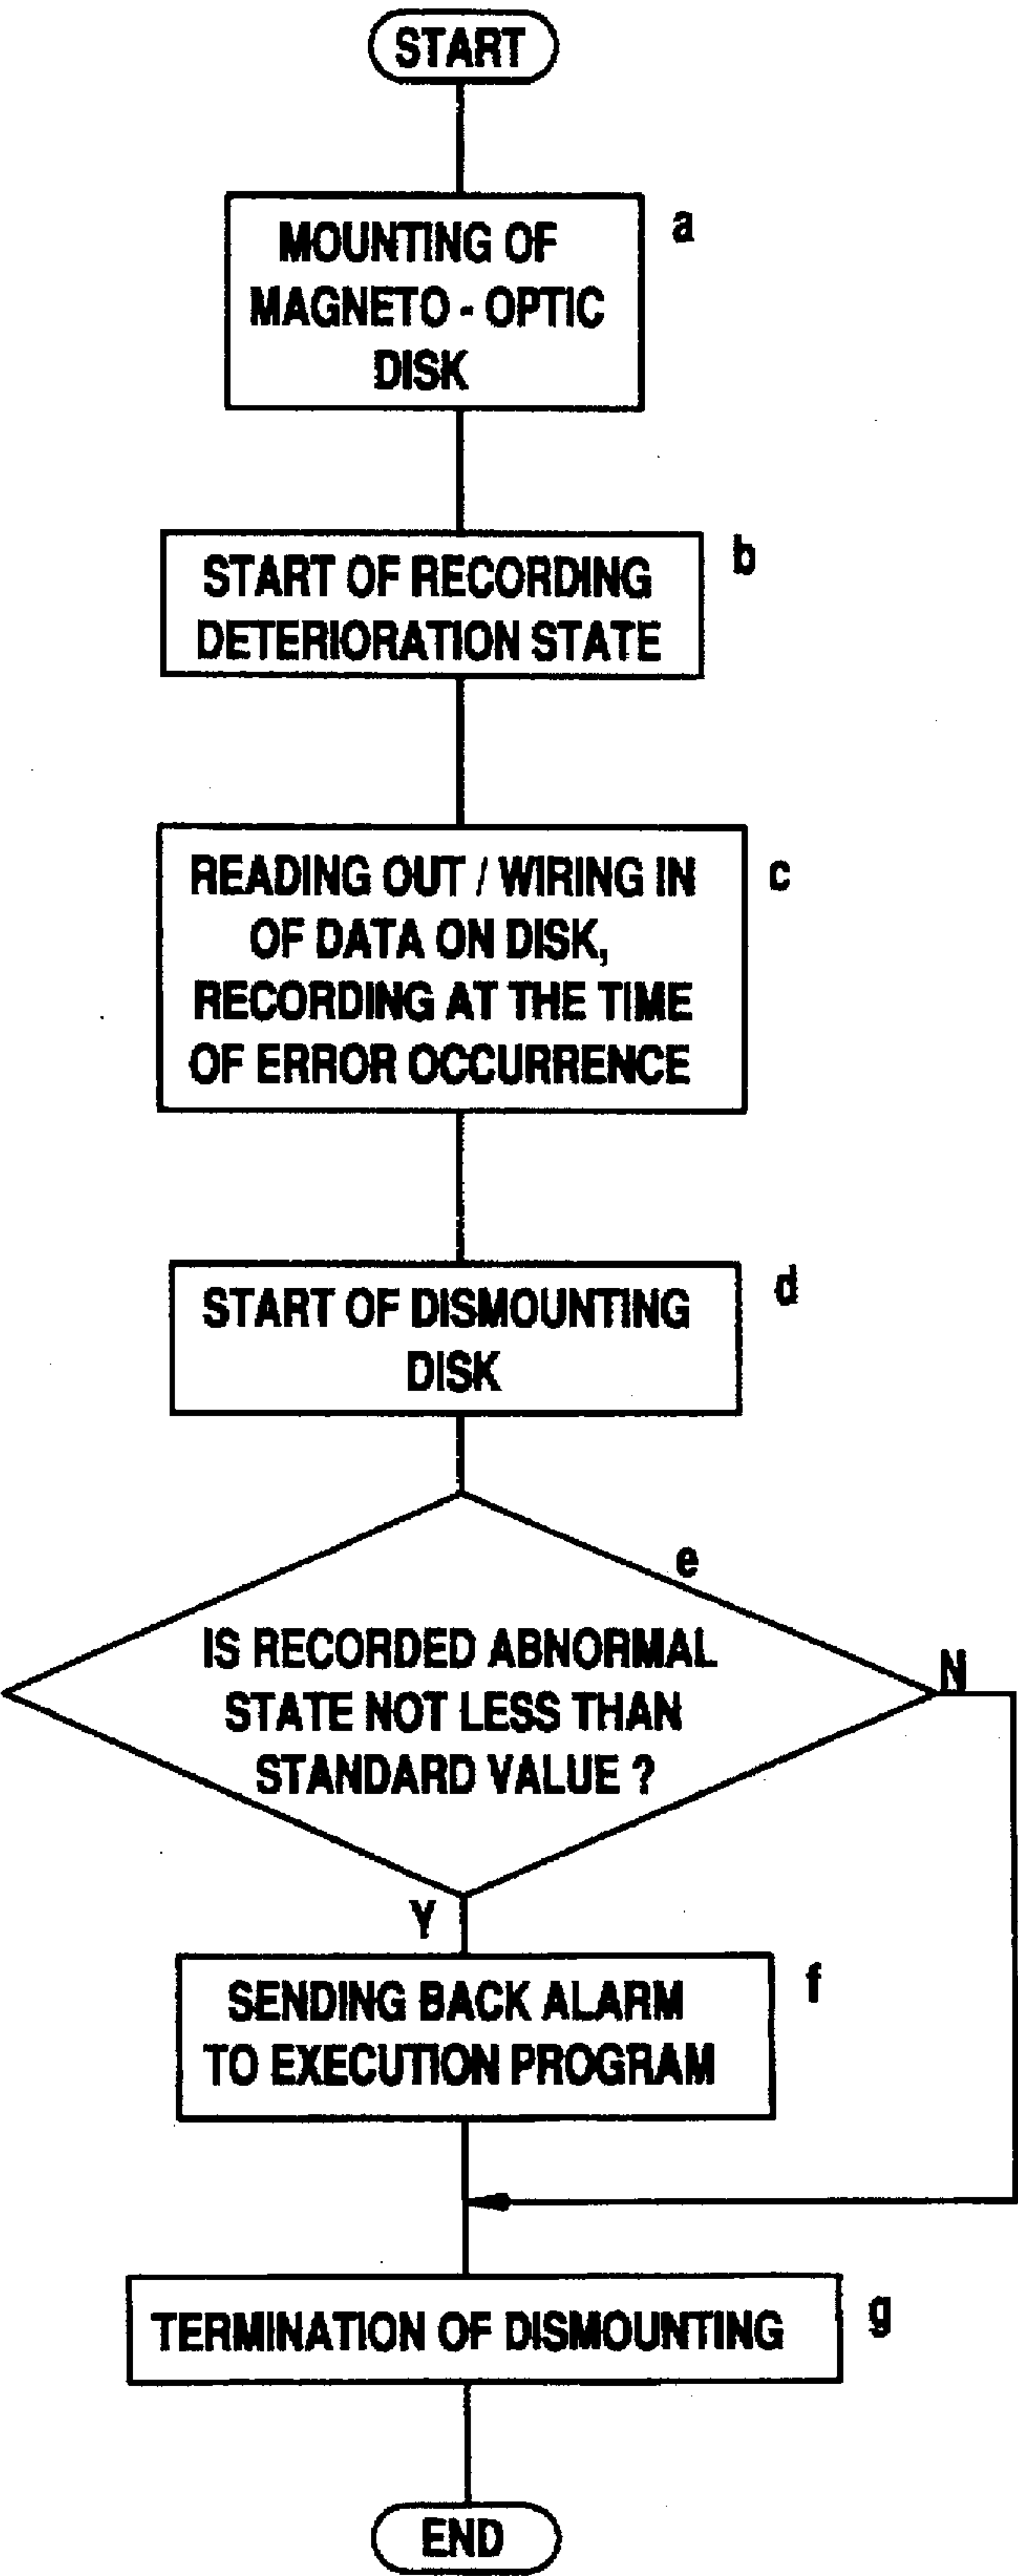 START
MOUNTING OF
MAGNETO - OPTIC
DISK
a
START OF RECORDING
DETERIORATION STATE
b
READING OUT / WIRING IN
OF DATA ON DISK,
RECORDING AT THE TIME
OF ERROR OCCURRENCE
c
START OF DISMOUNTING
DISK
d
e
IS RECORDED ABNORMAL
STATE NOT LESS THAN
STANDARD VALUE ?
N
Y
SENDING BACK ALARM
TO EXECUTION PROGRAM
f
TERMINATION OF DISMOUNTING
g
END